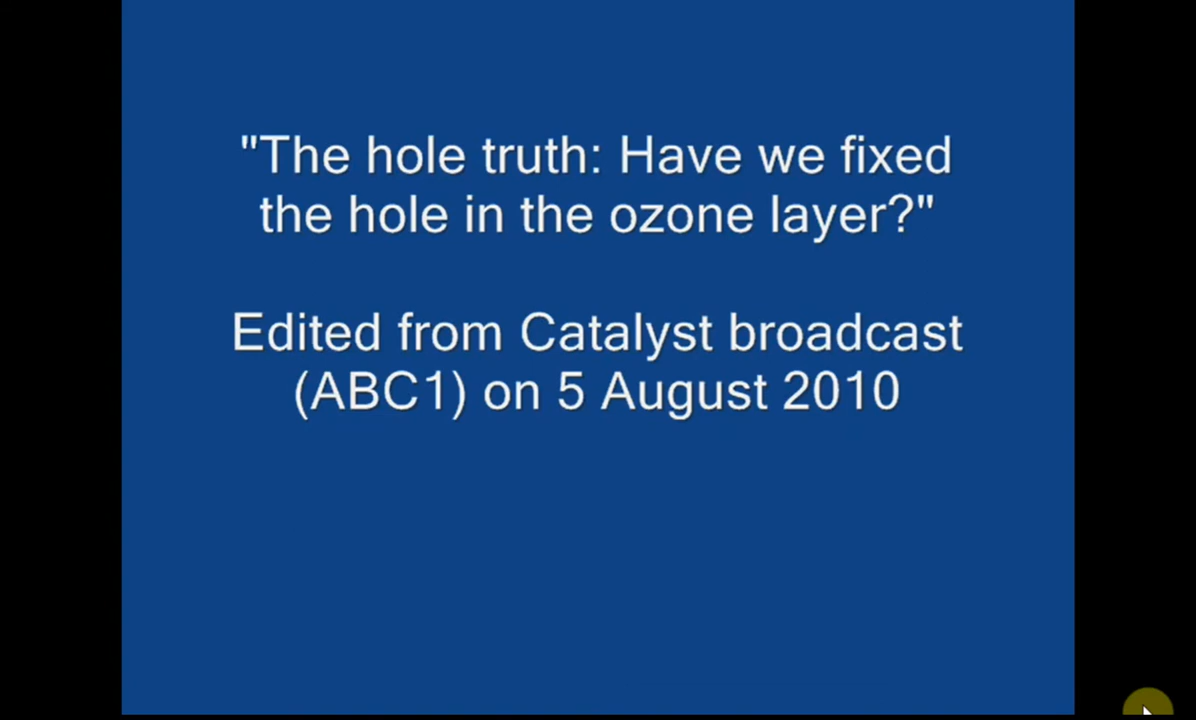 "The hole truth: Have we fixed
the hole in the ozone layer?"
Edited from Catalyst broadcast
(ABC1) on 5 August 2010